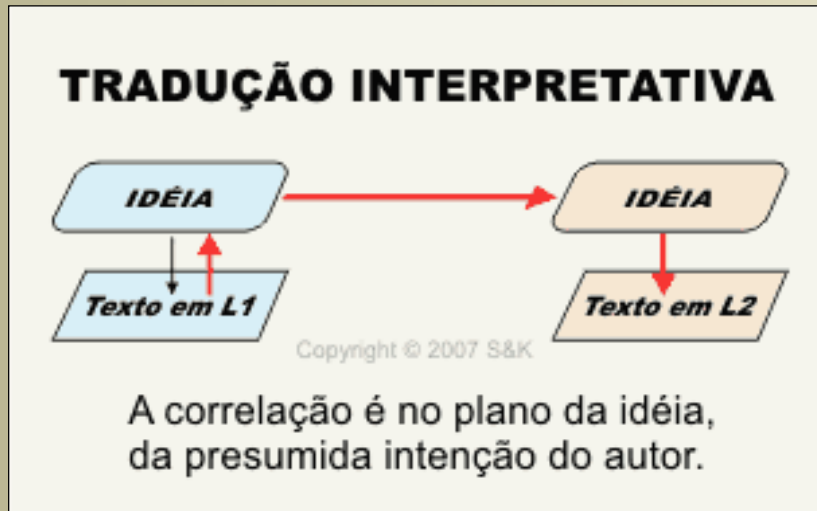 TRADUÇÃO INTERPRETATIVA
IDÉIA
IDÉIA
Texto em L1
Texto em L2
Copyright © 2007 S&K
A correlação é no plano da idéia,
da presumida intenção do autor.